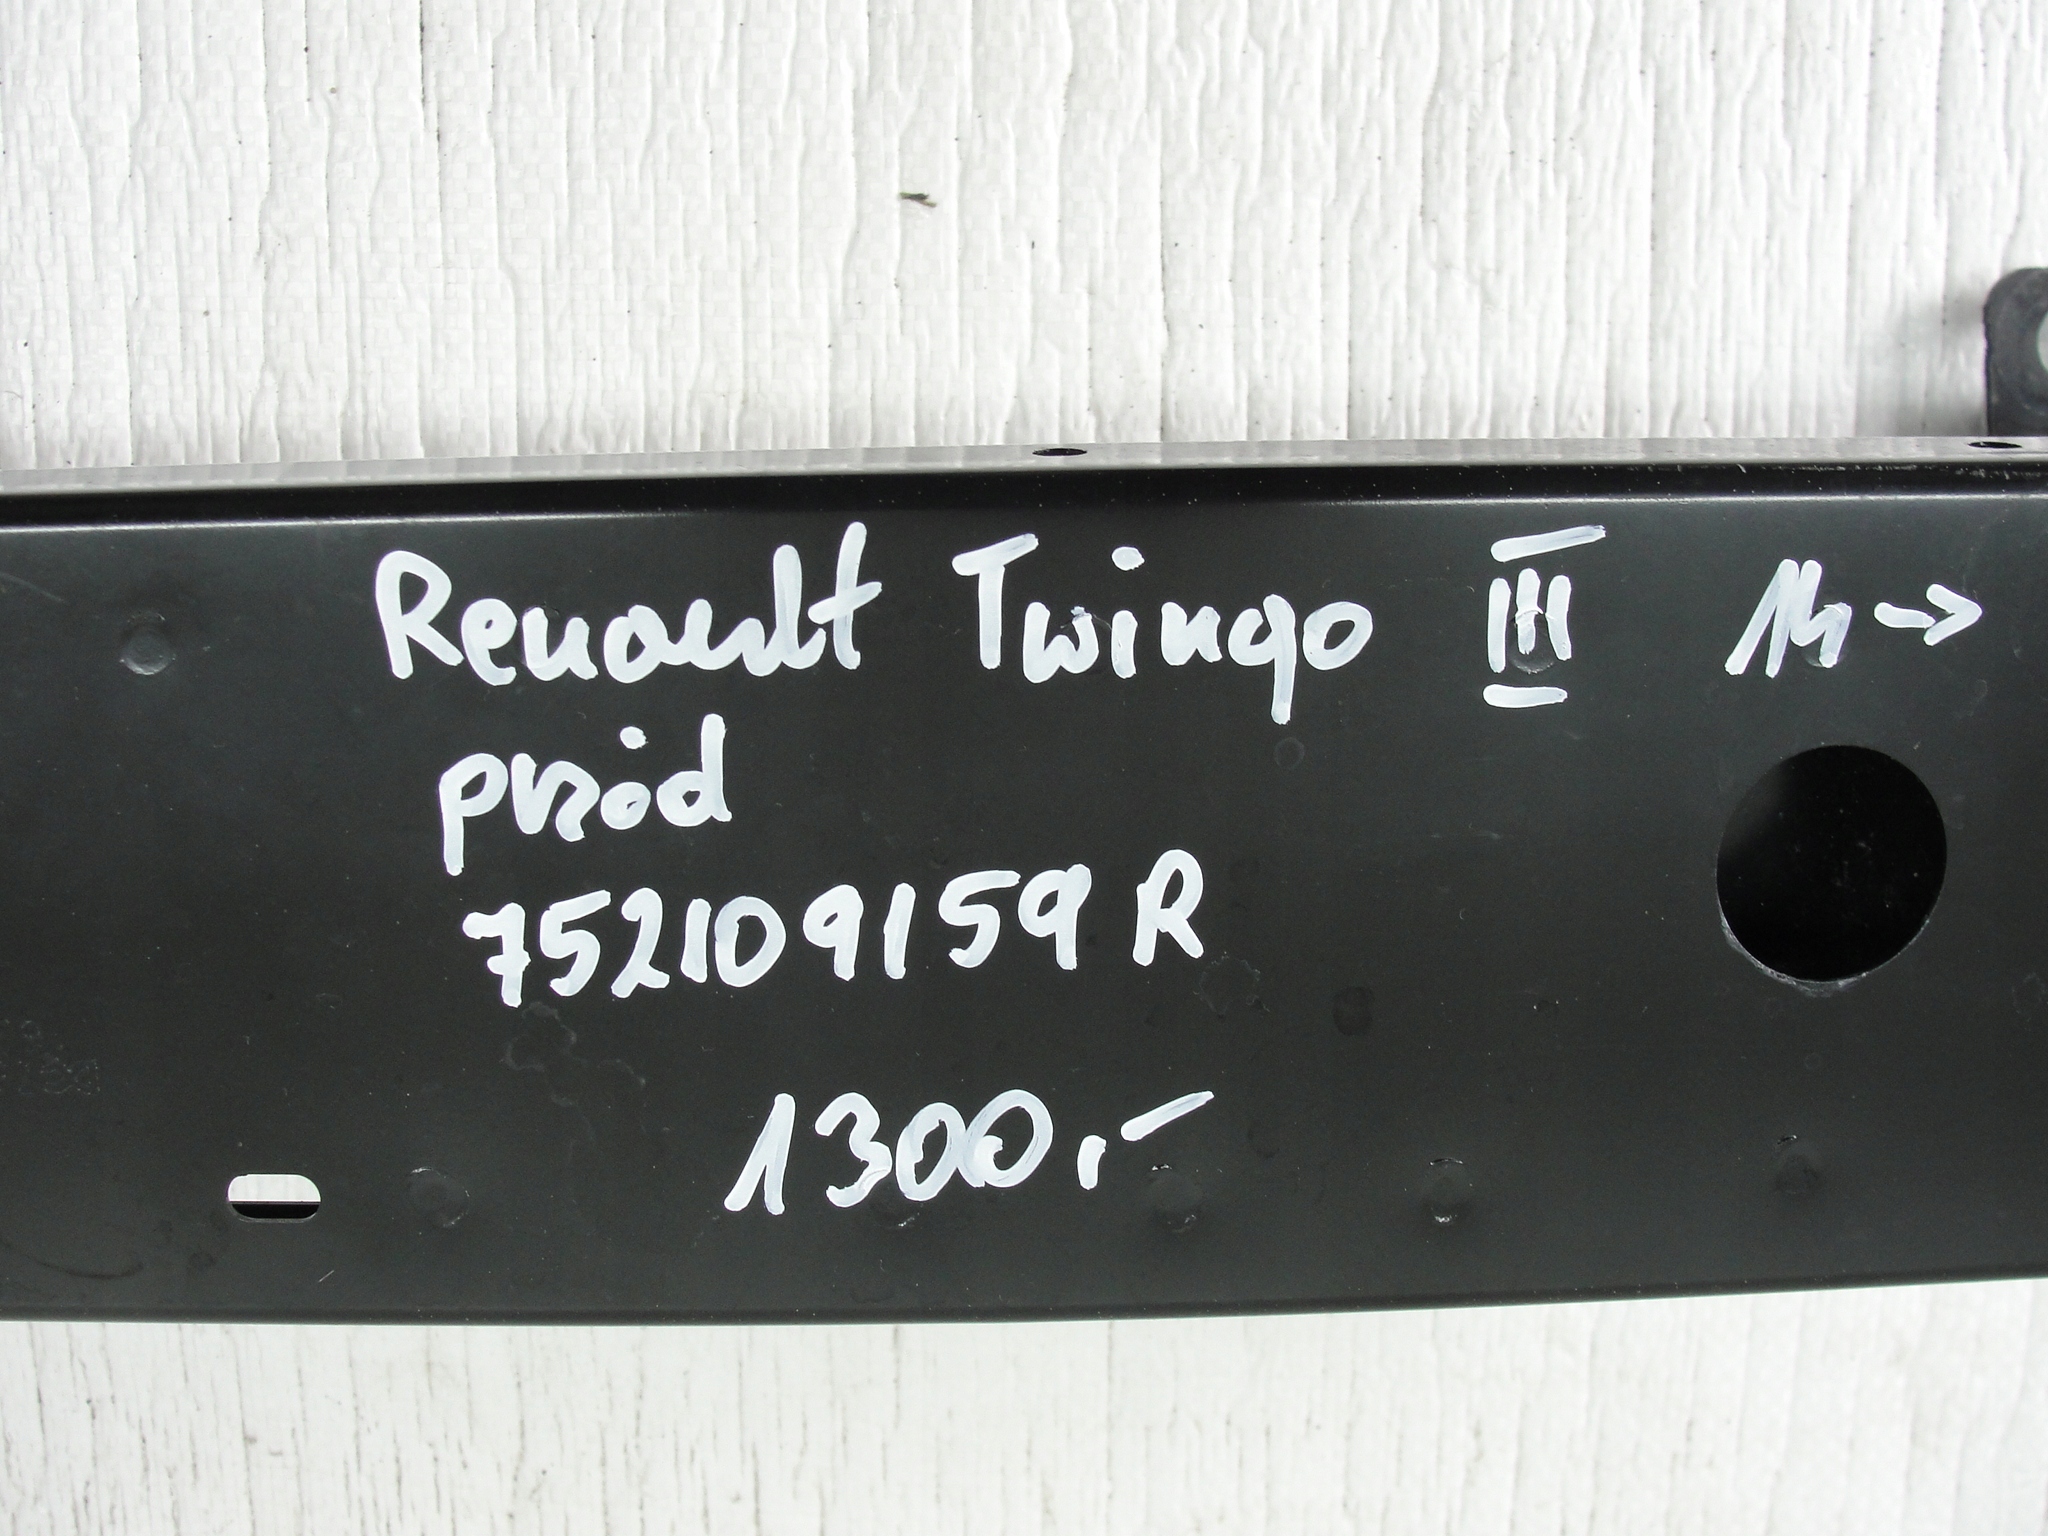 Renault Twingo III 14->
przód
752109159R
1300,-